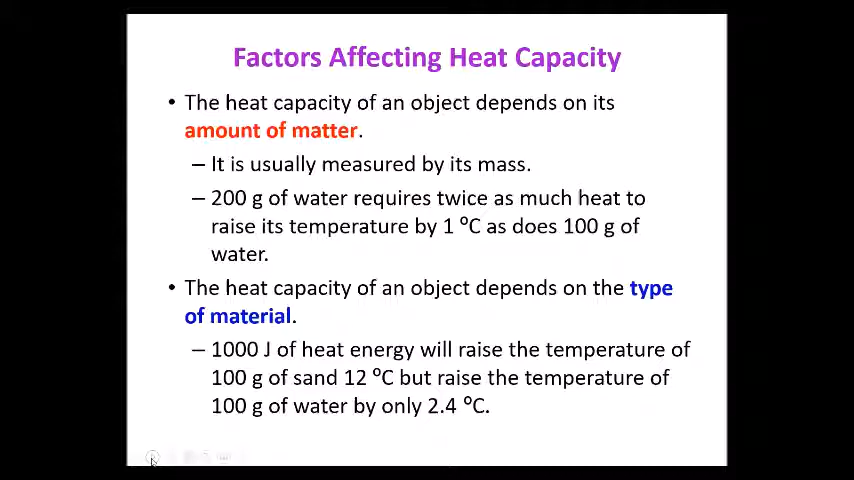 Factors Affecting Heat Capacity
• The heat capacity of an object depends on its
amount of matter.
– It is usually measured by its mass.
– 200 g of water requires twice as much heat to
raise its temperature by 1 ºC as does 100 g of
water.
• The heat capacity of an object depends on the type
of material.
– 1000 J of heat energy will raise the temperature of
100 g of sand 12 ºC but raise the temperature of
100 g of water by only 2.4 ºC.